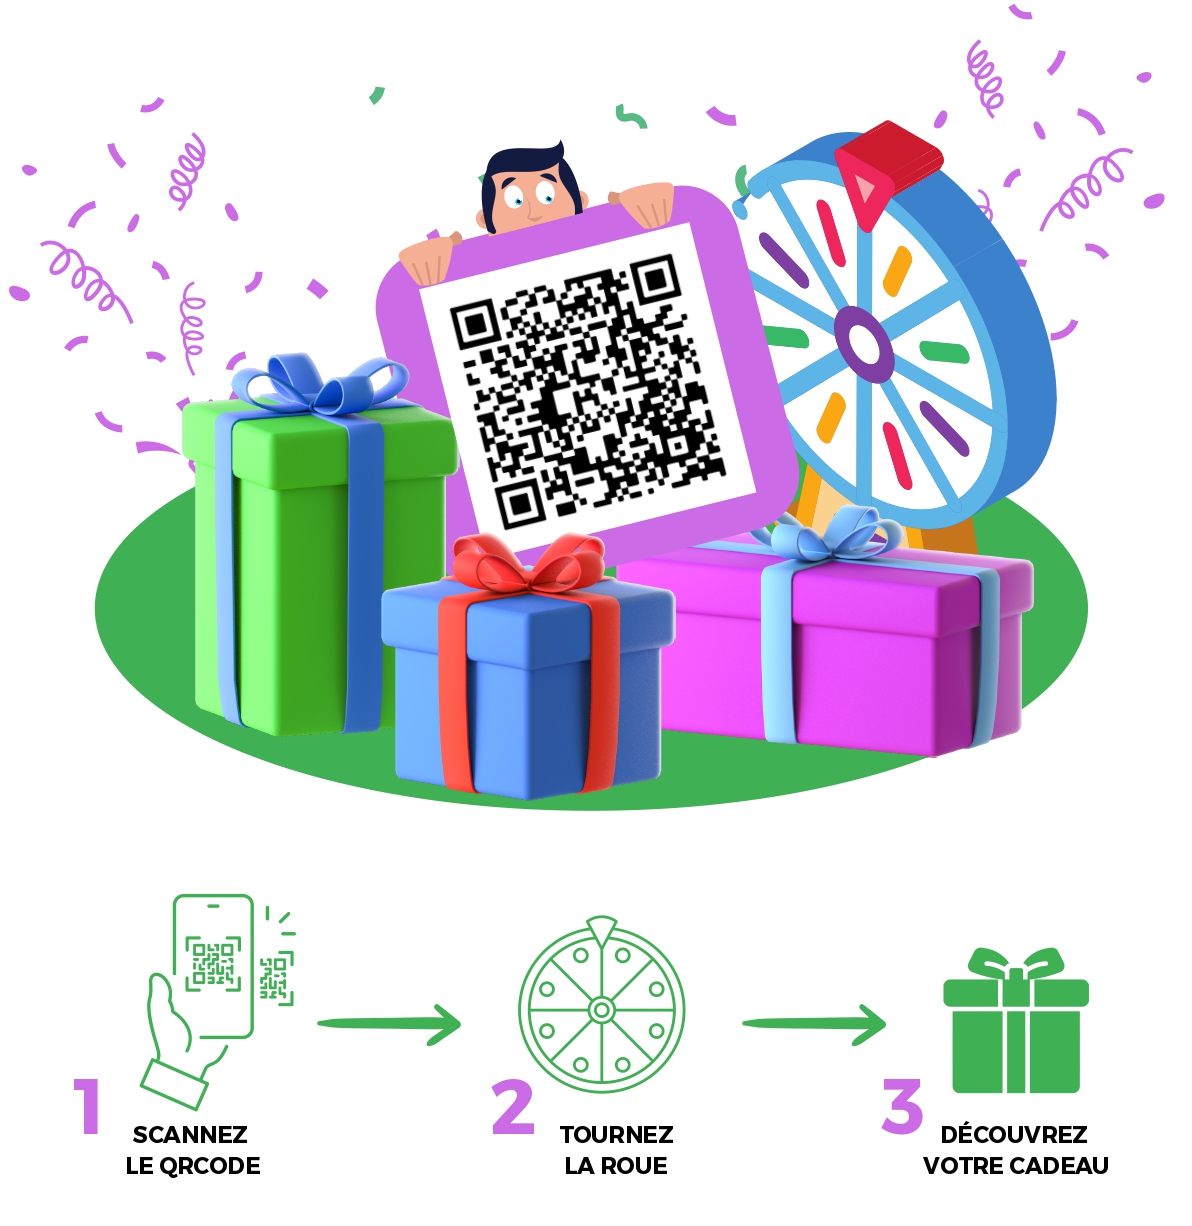 1
SCANNEZ
LE QRCODE
2
TOURNEZ
LA ROUE
3
DÉCOUVREZ
VOTRE CADEAU